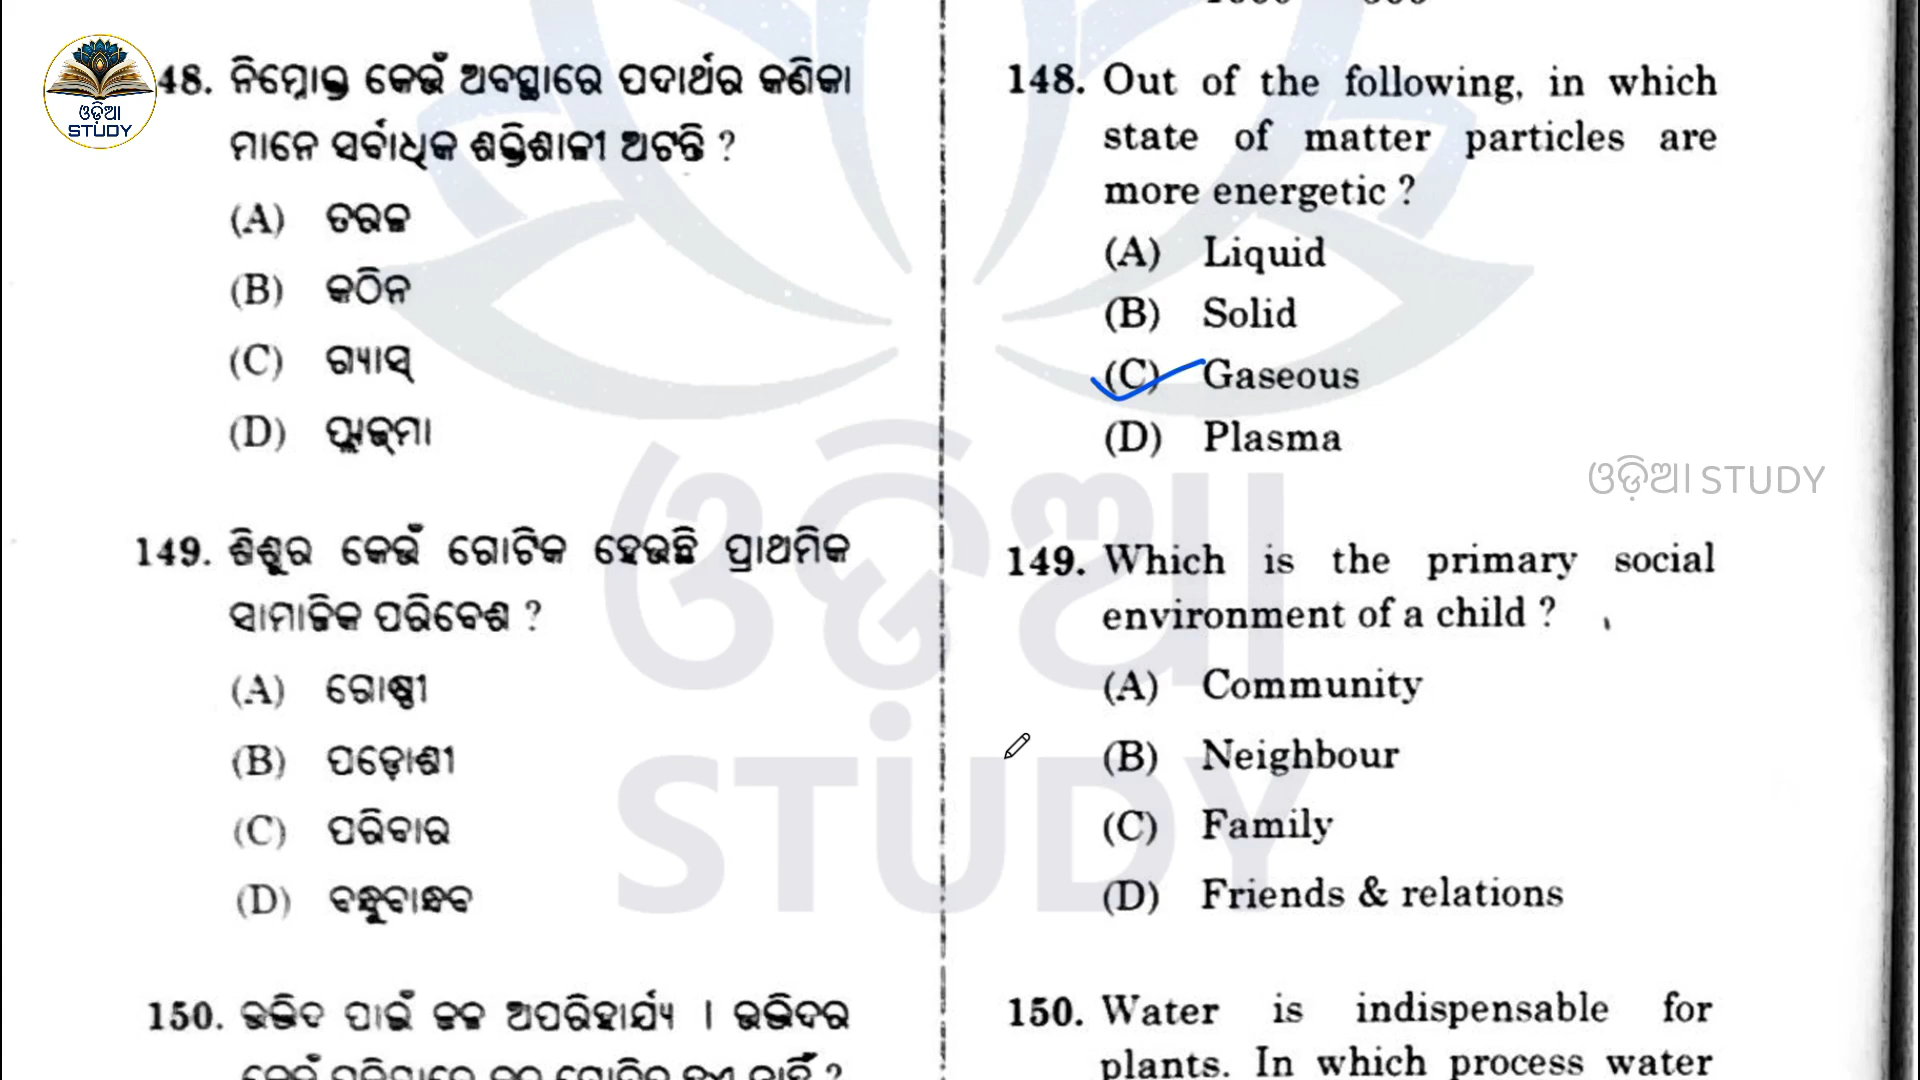 ଓଡ଼ିଆ
STUDY
48. ନିମ୍ନୋକ୍ତ କେଉଁ ଅବସ୍ଥାରେ ପଦାର୍ଥର କଣିକା
ମାନେ ସର୍ବାଧିକ ଶକ୍ତିଶାଳୀ ଅଟନ୍ତି ?
(A) ତରଳ
(B) କଠିନ
(C) ଗ୍ୟାସ୍
(D) ପ୍ଲାଜ୍ମା
149. ଶିଶୁର କେଉଁ ଗୋଟିକ ହେଉଛି ପ୍ରାଥମିକ
ସାମାଜିକ ପରିବେଶ ?
(A) ଗୋଷ୍ଠୀ
(B) ପଡ଼ୋଶୀ
(C) ପରିବାର
(D) ବନ୍ଧୁବାନ୍ଧବ
150. ଉଦ୍ଭିଦ ପାଇଁ ଜଳ ଅପରିହାର୍ଯ୍ୟ । ଉଦ୍ଭିଦର
148. Out of the following, in which
state of matter particles are
more energetic ?
(A) Liquid
(B) Solid
(C) Gaseous
(D) Plasma
149. Which is the primary social
environment of a child ?
(A) Community
(B) Neighbour
(C) Family
(D) Friends & relations
150. Water is indispensable for
plants. In which process water
ଓଡ଼ିଆ STUDY
ଓଡ଼ିଆ
STUDY